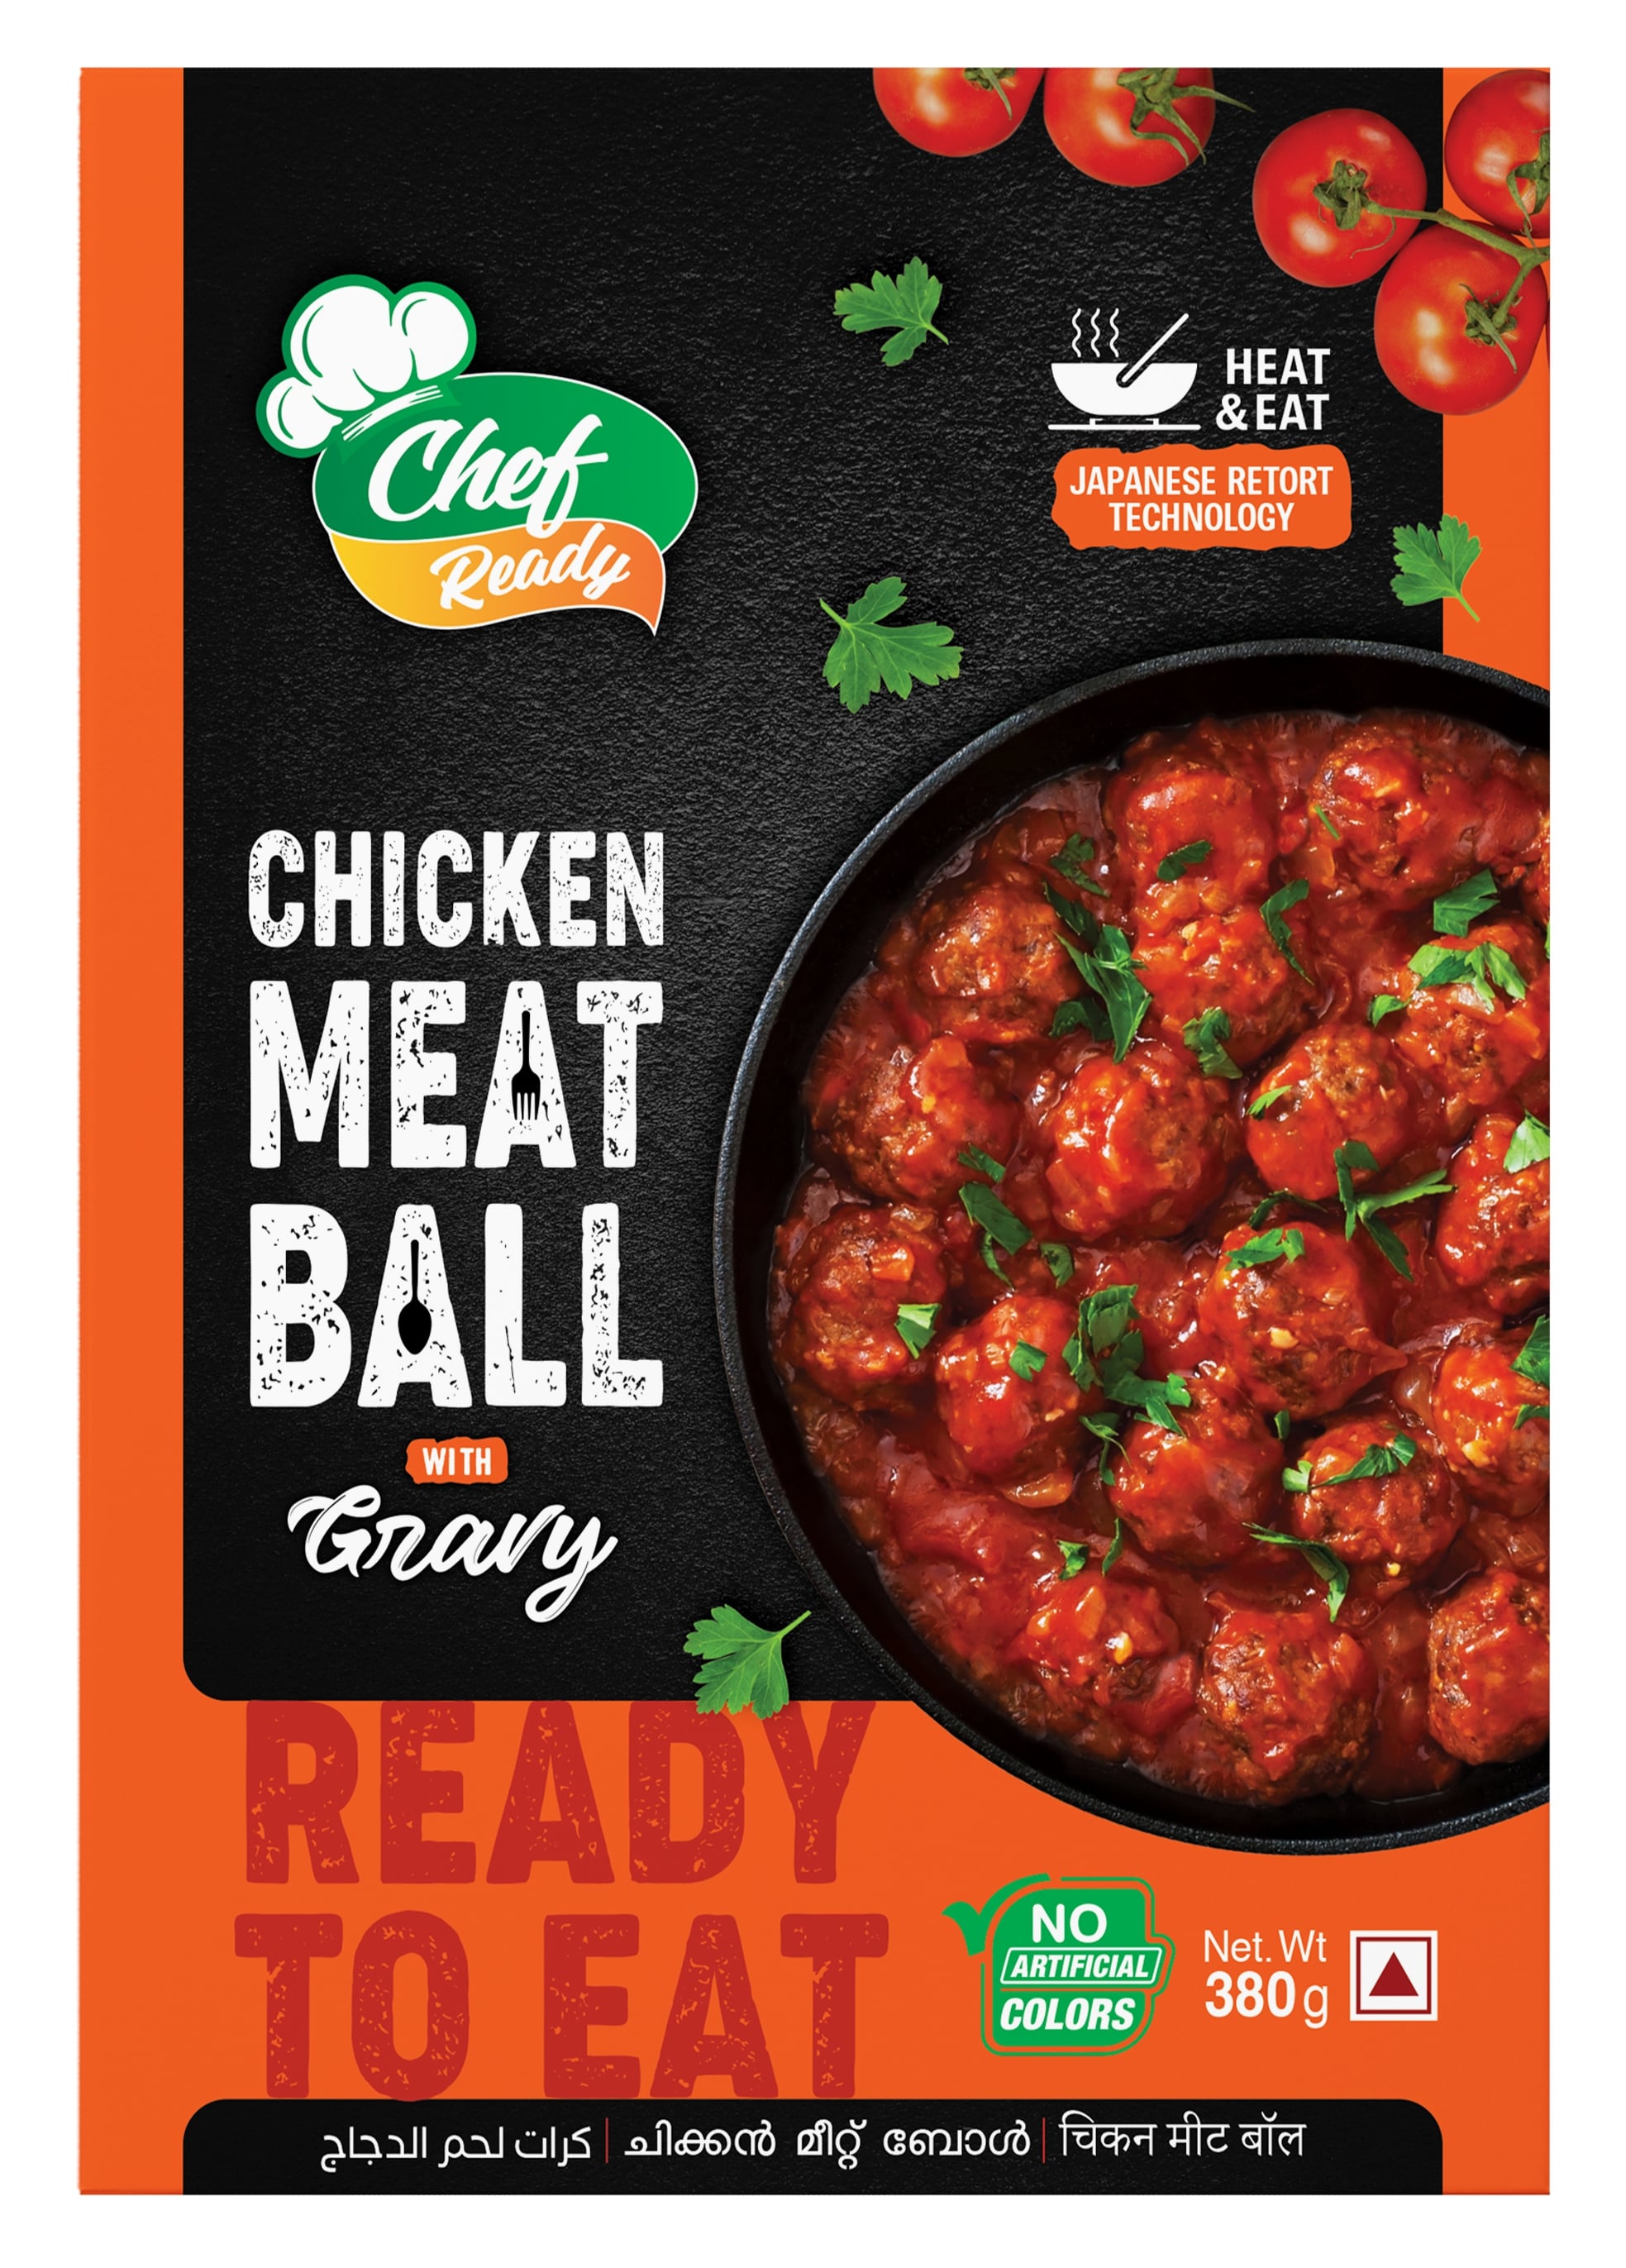 Chef
Ready
HEAT
& EAT
JAPANESE RETORT
TECHNOLOGY
CHICKEN
MEAT
BALL
WITH
Gravy
READY
TO EAT
NO
ARTIFICIAL
COLORS
Net. Wt
380 g
كرات لحم الدجاج | ചിക്കൻ മീറ്റ് ബോൾ | चिकन मीट बॉल